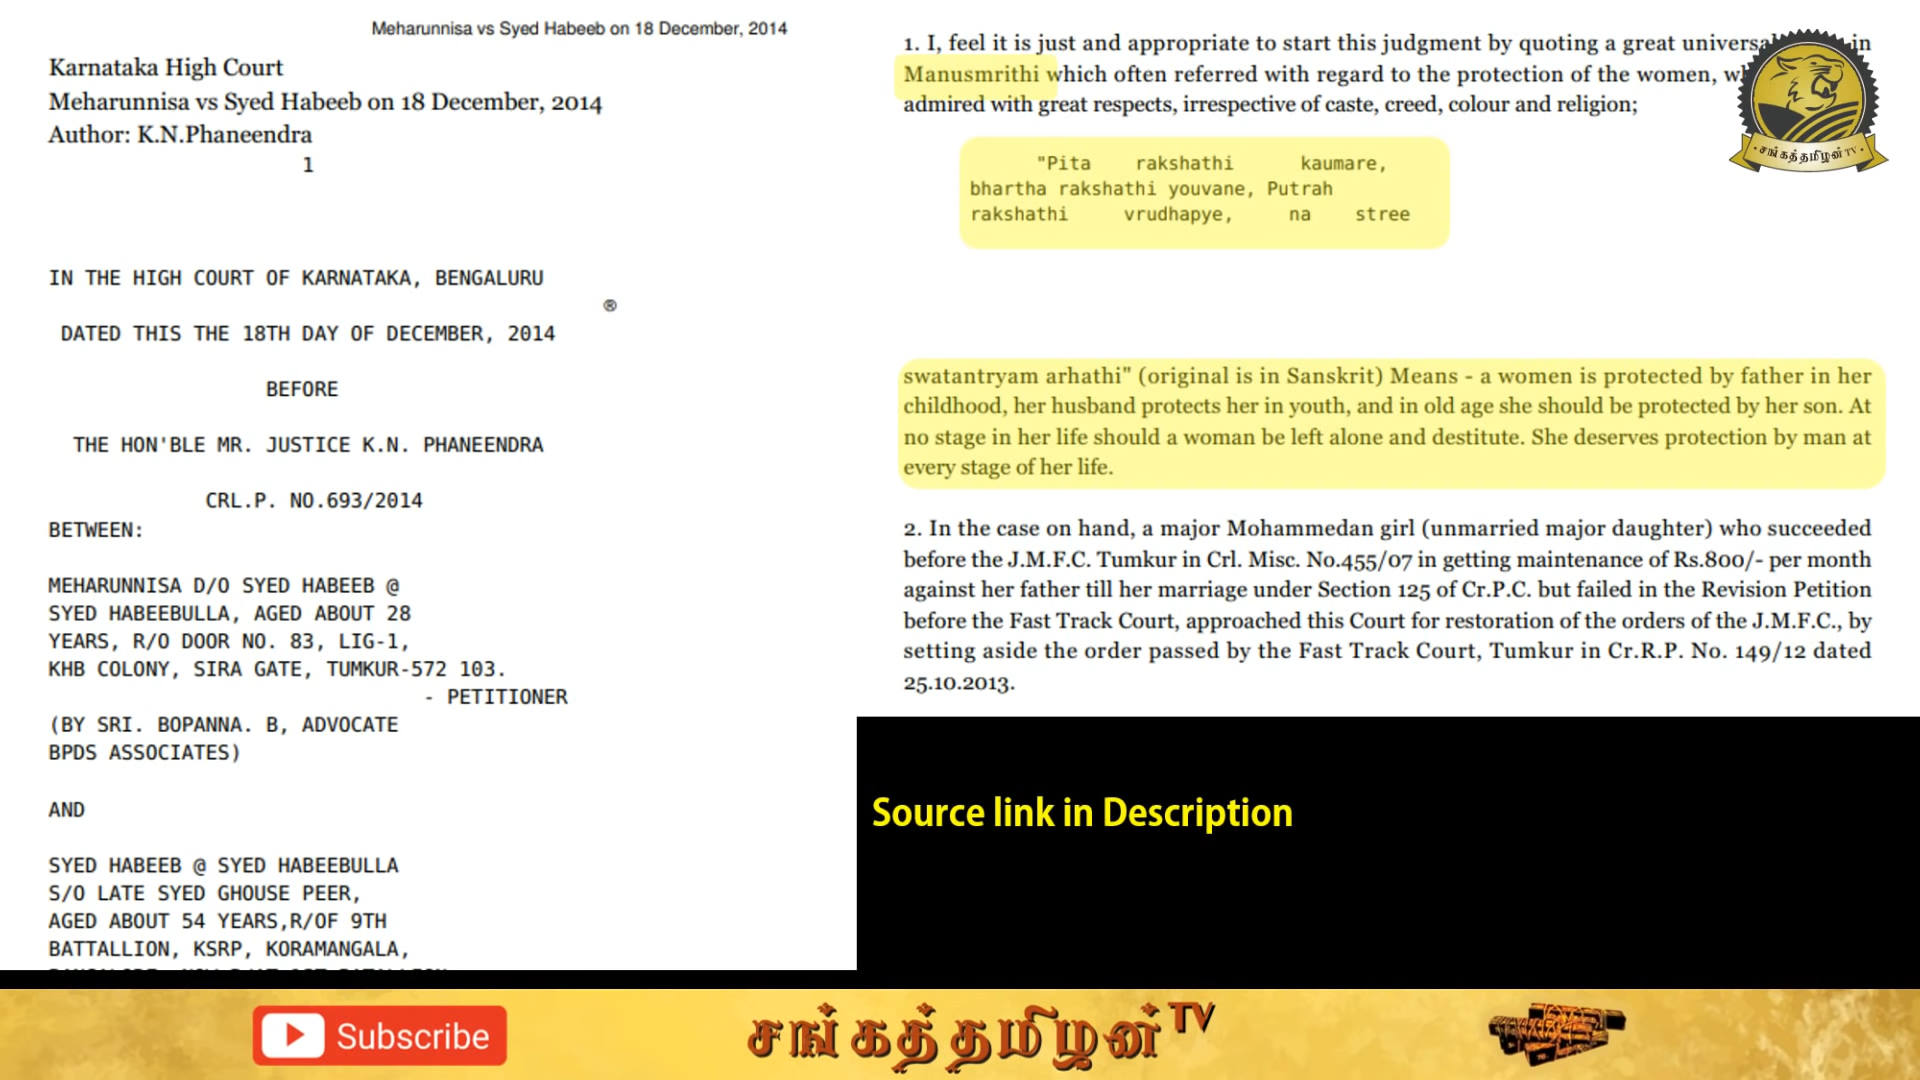 Meharunnisa vs Syed Habeeb on 18 December, 2014
Karnataka High Court
Meharunnisa vs Syed Habeeb on 18 December, 2014
Author: K.N.Phaneendra
1
IN THE HIGH COURT OF KARNATAKA, BENGALURU
®
DATED THIS THE 18TH DAY OF DECEMBER, 2014
BEFORE
THE HON'BLE MR. JUSTICE K.N. PHANEENDRA
CRL.P. NO.693/2014
BETWEEN:
MEHARUNNISA D/O SYED HABEEB @
SYED HABEEBULLA, AGED ABOUT 28
YEARS, R/O DOOR NO. 83, LIG-1,
KHB COLONY, SIRA GATE, TUMKUR-572 103.
- PETITIONER
(BY SRI. BOPANNA. B, ADVOCATE
BPDS ASSOCIATES)
AND
SYED HABEEB @ SYED HABEEBULLA
S/O LATE SYED GHOUSE PEER,
AGED ABOUT 54 YEARS,R/OF 9TH
BATTALLION, KSRP, KORAMANGALA,
1. I, feel it is just and appropriate to start this judgment by quoting a great in
Manusmrithi which often referred with regard to the protection of the women,
admired with great respects, irrespective of caste, creed, colour and religion;
"Pita rakshathi kaumare,
bhartha rakshathi youvane, Putrah
rakshathi vrudhapye, na stree
swatantryam arhathi" (original is in Sanskrit) Means - a women is protected by father in her
childhood, her husband protects her in youth, and in old age she should be protected by her son. At
no stage in her life should a woman be left alone and destitute. She deserves protection by man at
every stage of her life.
2. In the case on hand, a major Mohammedan girl (unmarried major daughter) who succeeded
before the J.M.F.C. Tumkur in Crl. Misc. No.455/07 in getting maintenance of Rs.800/- per month
against her father till her marriage under Section 125 of Cr.P.C. but failed in the Revision Petition
before the Fast Track Court, approached this Court for restoration of the orders of the J.M.F.C., by
setting aside the order passed by the Fast Track Court, Tumkur in Cr.R.P. No. 149/12 dated
25.10.2013.
சங்கத்தமிழன் TV
Source link in Description
Subscribe
சங்கத்தமிழன் TV